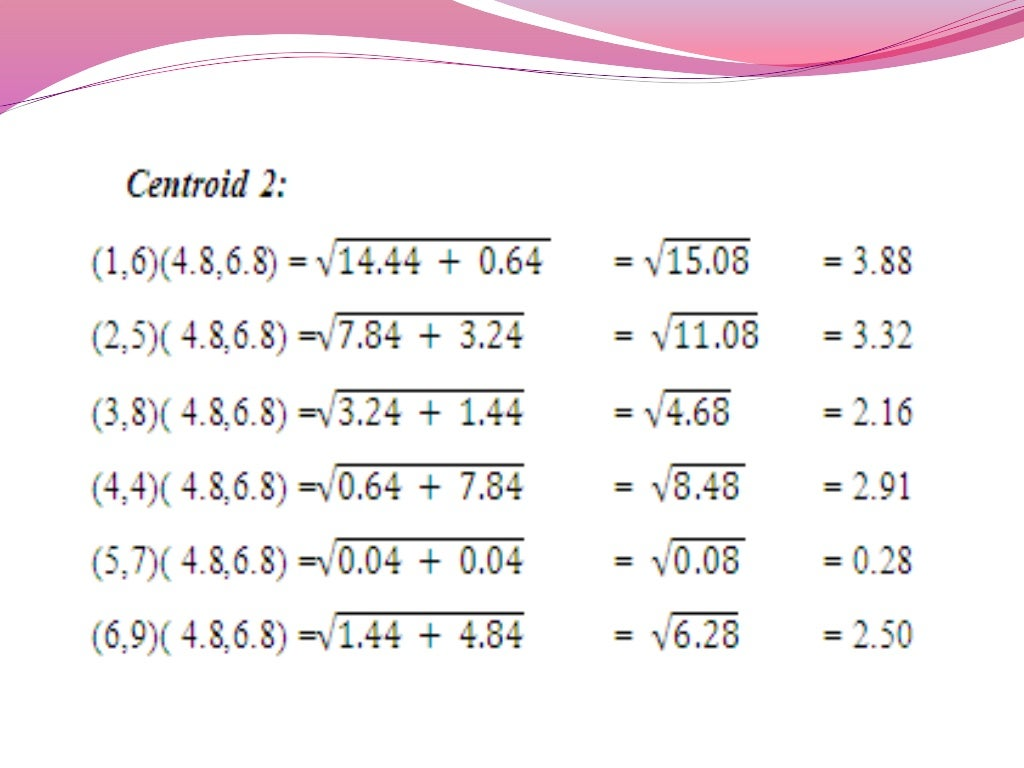 Centroid 2:
(1,6)(4.8,6.8) = √14.44 + 0.64 = √15.08 = 3.88
(2,5)( 4.8,6.8) =√7.84 + 3.24 = √11.08 = 3.32
(3,8)( 4.8,6.8) =√3.24 + 1.44 = √4.68 = 2.16
(4,4)( 4.8,6.8) =√0.64 + 7.84 = √8.48 = 2.91
(5,7)( 4.8,6.8) =√0.04 + 0.04 = √0.08 = 0.28
(6,9)( 4.8,6.8) =√1.44 + 4.84 = √6.28 = 2.50